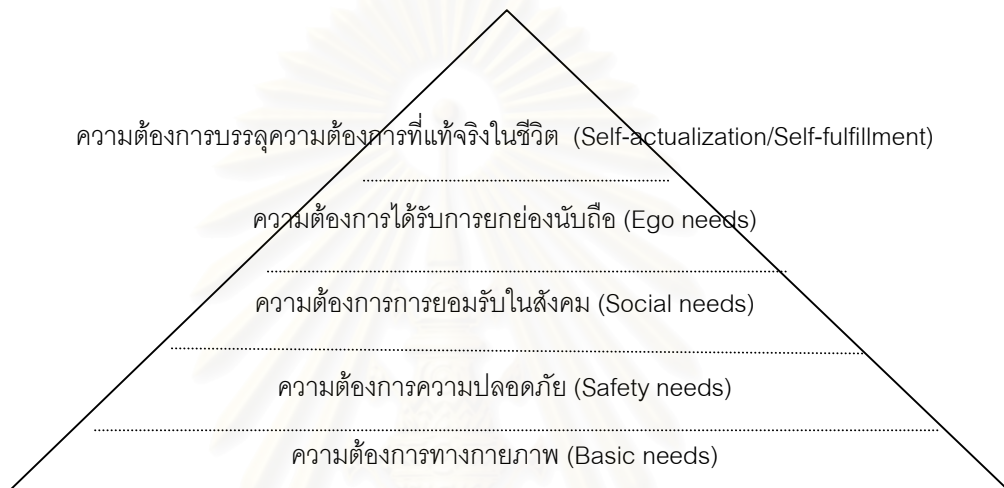 ความต้องการบรรลุความต้องการที่แท้จริงในชีวิต (Self-actualization/Self-fulfillment)
ความต้องการได้รับการยกย่องนับถือ (Ego needs)
ความต้องการการยอมรับในสังคม (Social needs)
ความต้องการความปลอดภัย (Safety needs)
ความต้องการทางกายภาพ (Basic needs)